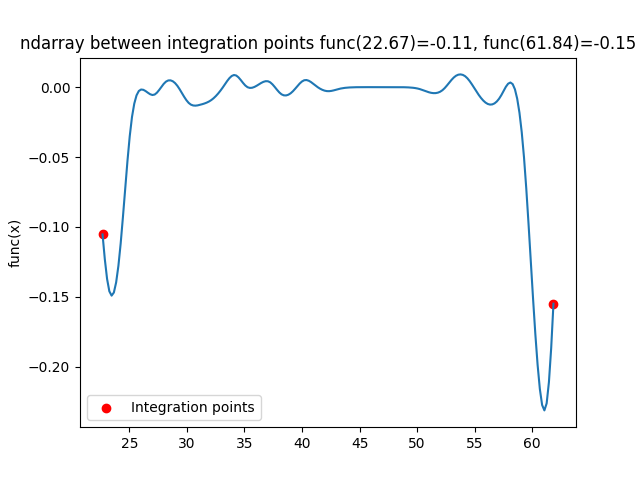 ndarray between integration points func(22.67)=-0.11, func(61.84)=-0.15
0.00
−0.05
−0.10
−0.15
−0.20
func(x)
Integration points
25 30 35 40 45 50 55 60